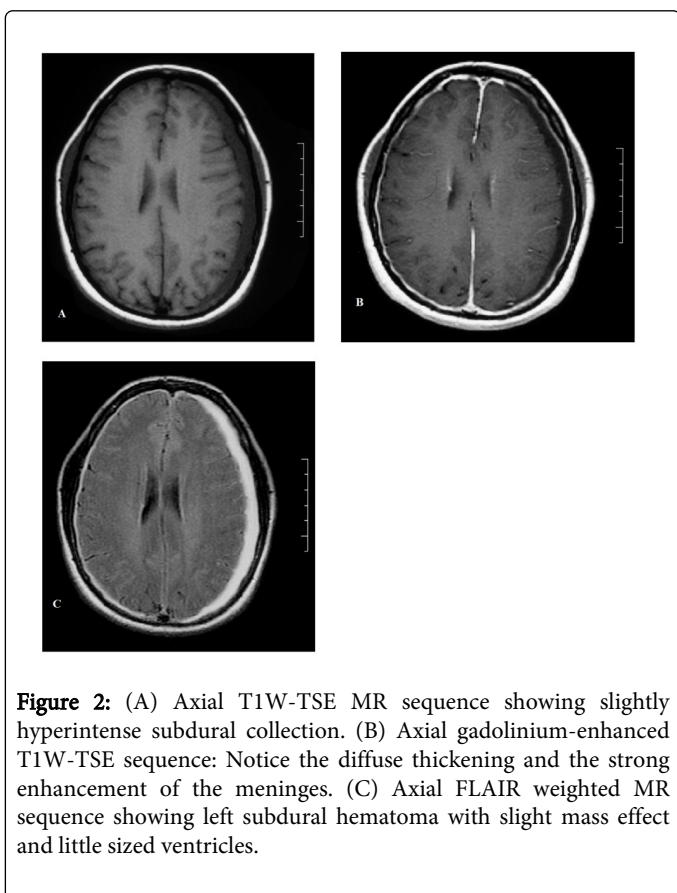 A
B
C
Figure 2: (A) Axial T1W-TSE MR sequence showing slightly
hyperintense subdural collection. (B) Axial gadolinium-enhanced
T1W-TSE sequence: Notice the diffuse thickening and the strong
enhancement of the meninges. (C) Axial FLAIR weighted MR
sequence showing left subdural hematoma with slight mass effect
and little sized ventricles.